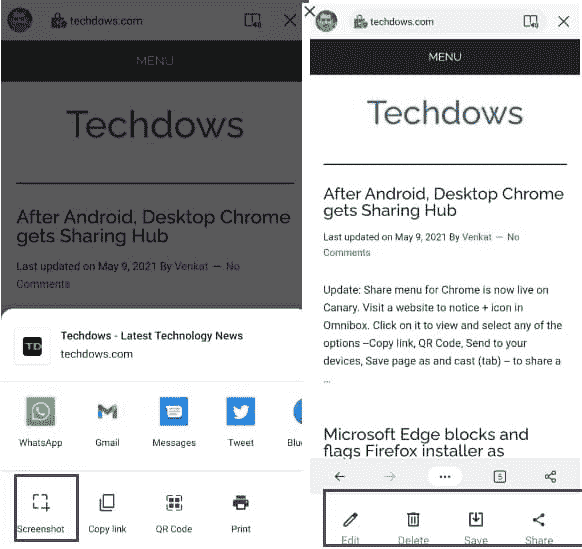 techdows.com
MENU
Techdows
After Android, Desktop Chrome
gets Sharing Hub
Last updated on May 9, 2021 By Venkat — No
Comments
Techdows - Latest Technology News
techdows.com
TD
WhatsApp
Gmail
Messages
Tweet
Blu
Screenshot
Copy link
QR Code
Print
techdows.com
MENU
Techdows
After Android, Desktop Chrome
gets Sharing Hub
Last updated on May 9, 2021 By Venkat — No
Comments
Update: Share menu for Chrome is now live on
Canary. Visit a website to notice + icon in
Omnibox. Click on it to view and select any of the
options –Copy link, QR Code, Send to your
devices, Save page as and cast (tab) – to share a
...
Microsoft Edge blocks and
flags Firefox installer as
5
Edit
Delete
Save
Share